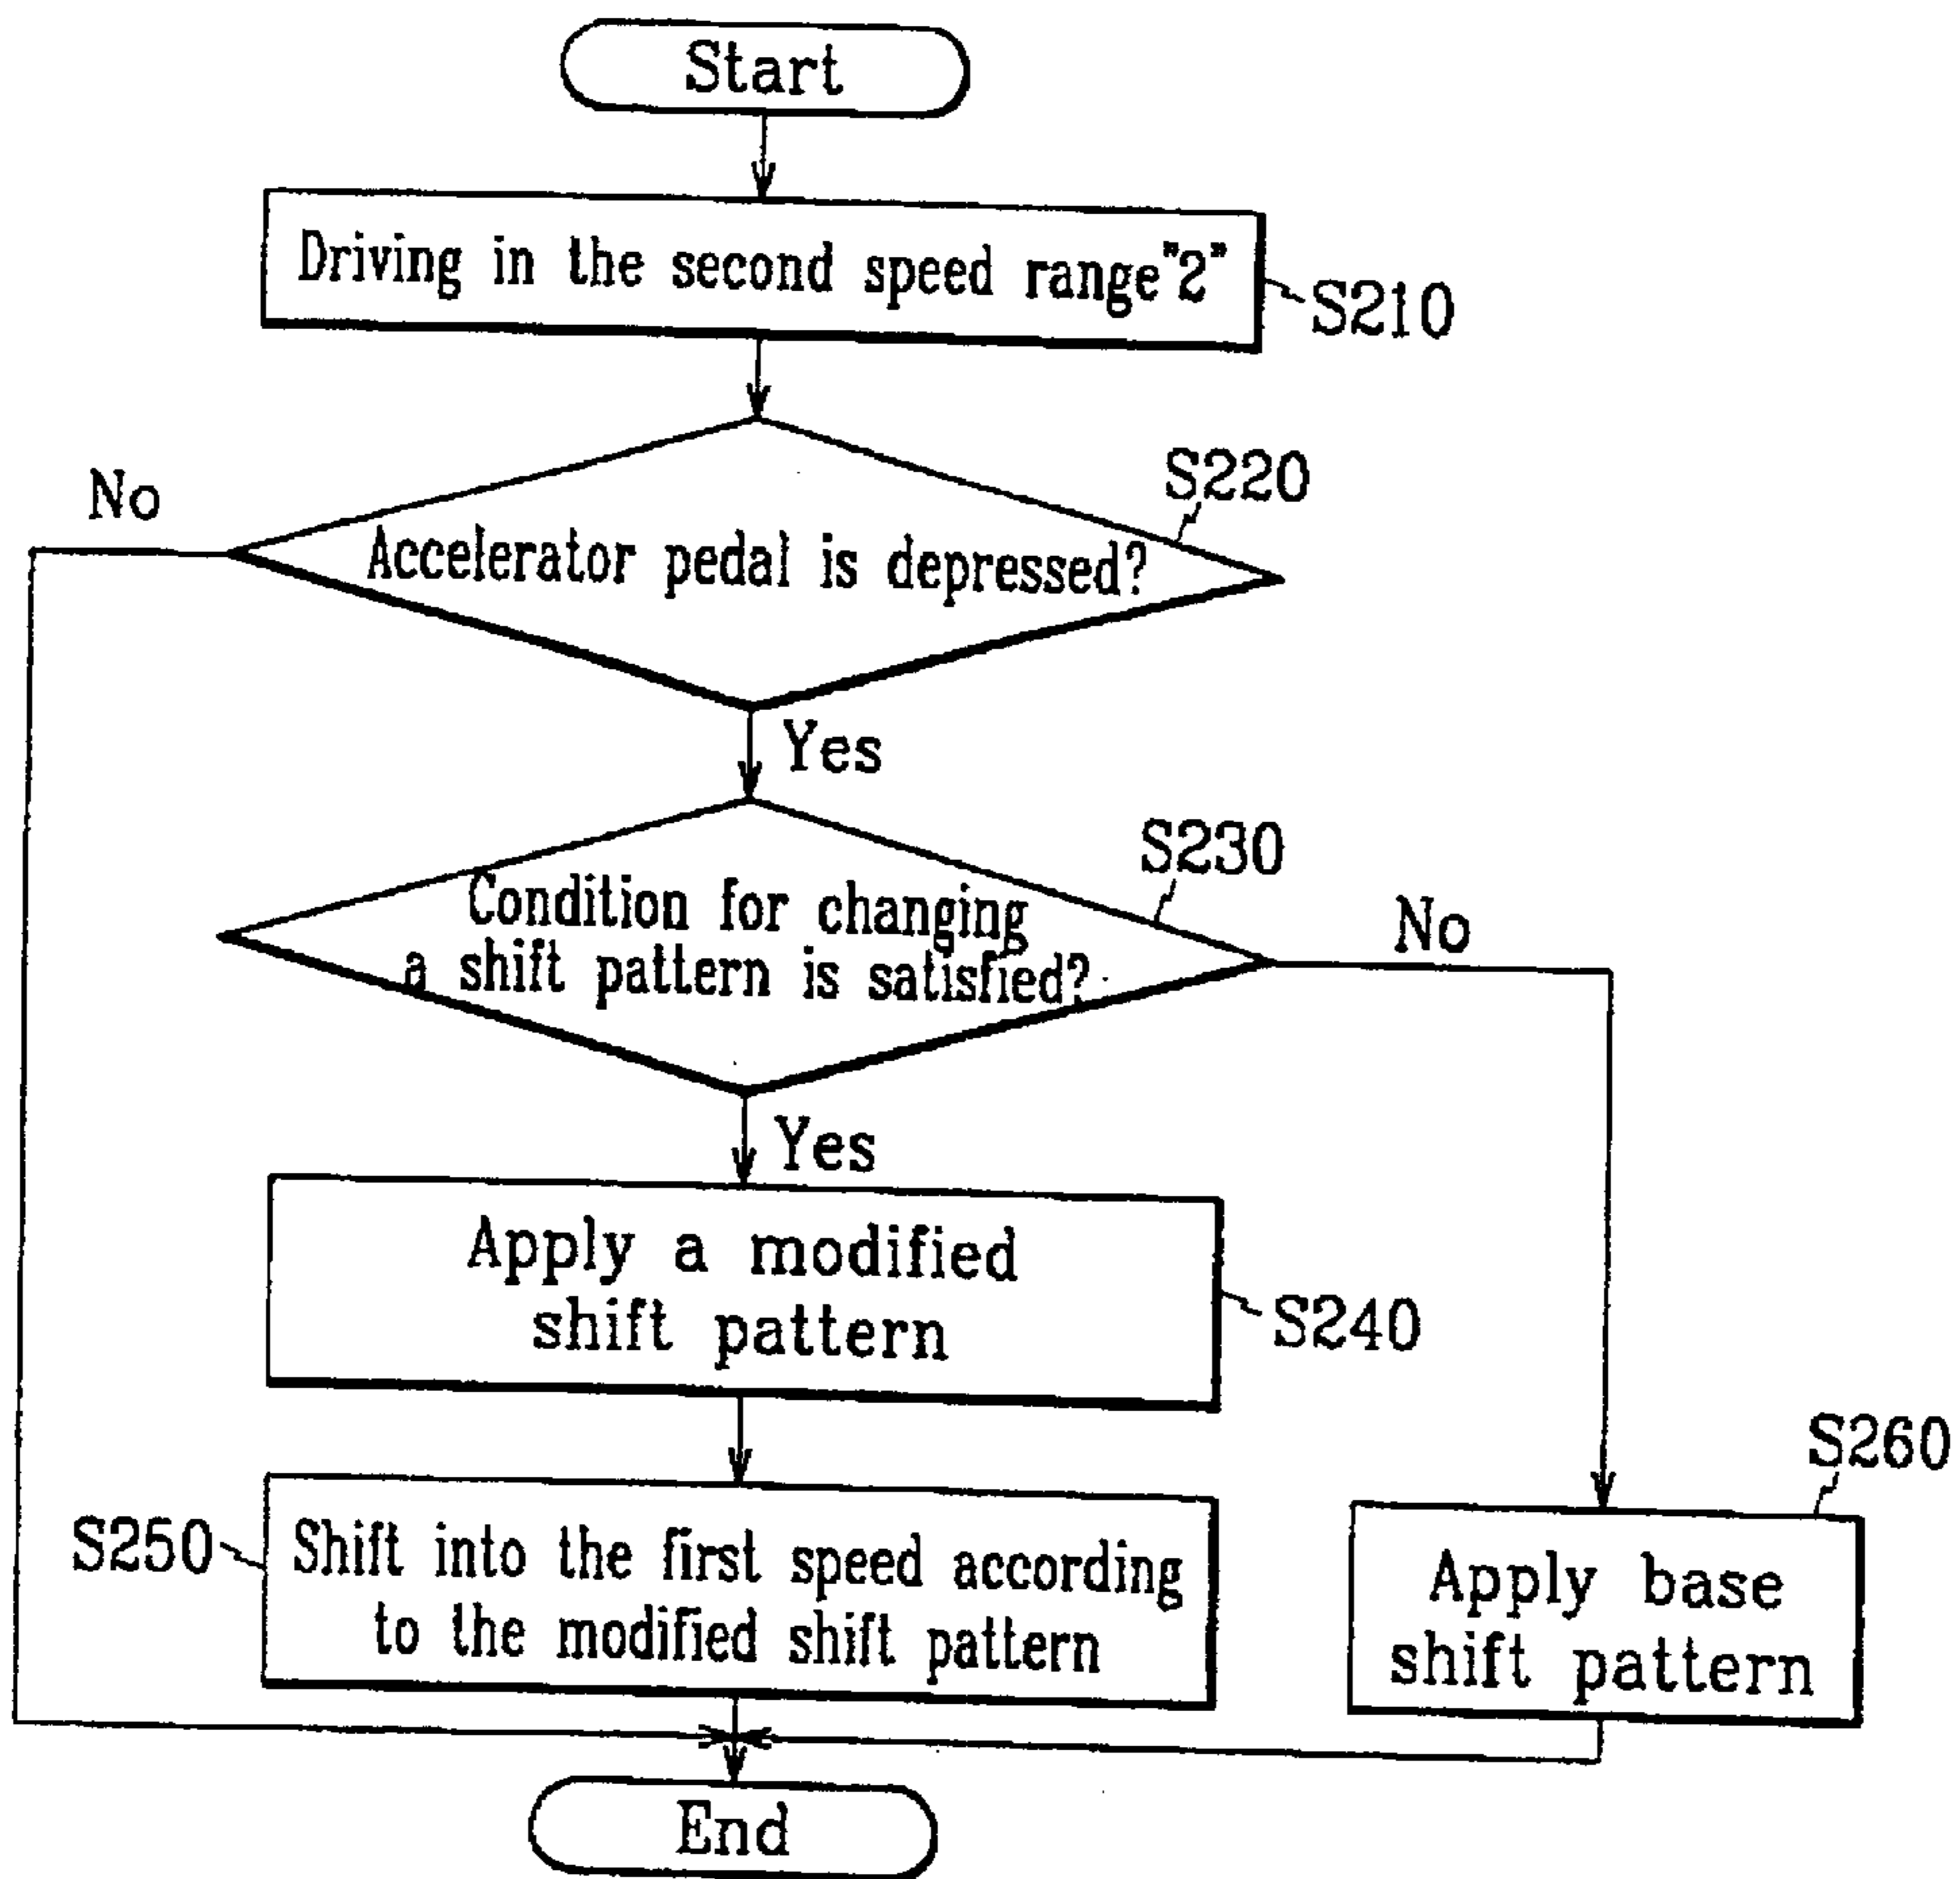 Start
Driving in the second speed range"2"
S210
S220
No
Accelerator pedal is depressed?
Yes
S230
Condition for changing
a shift pattern is satisfied?
No
Yes
Apply a modified
shift pattern
S240
S250
Shift into the first speed according
to the modified shift pattern
S260
Apply base
shift pattern
End